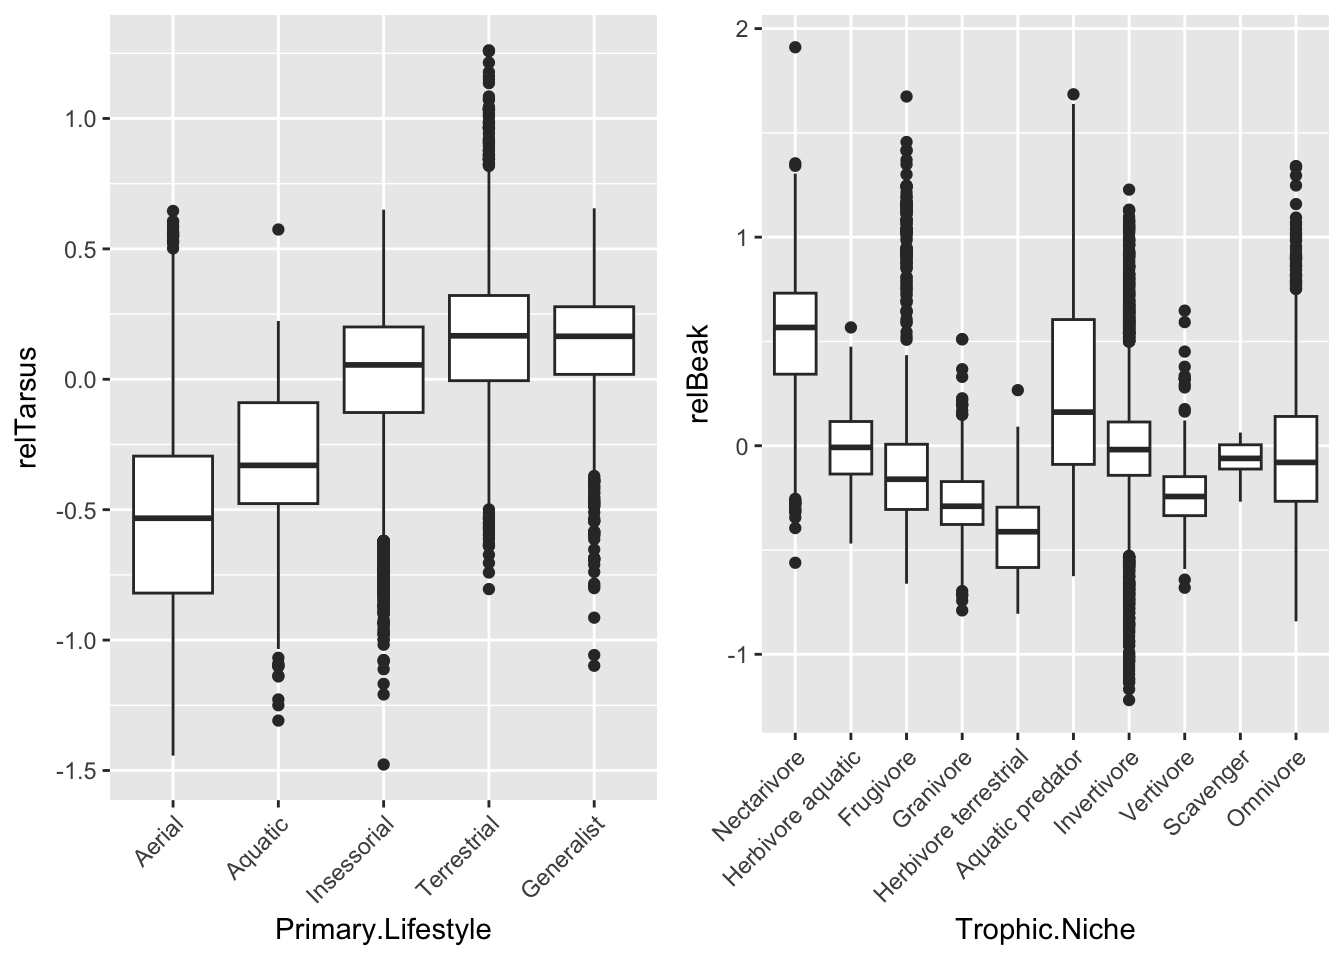 relTarsus
1.0
0.5
0.0
-0.5
-1.0
-1.5
Aerial
Aquatic
Insessorial
Terrestrial
Generalist
Primary.Lifestyle
relBeak
2
1
0
-1
Nectarivore
Herbivore aquatic
Frugivore
Granivore
Herbivore terrestrial
Aquatic predator
Invertivore
Vertivore
Scavenger
Omnivore
Trophic.Niche